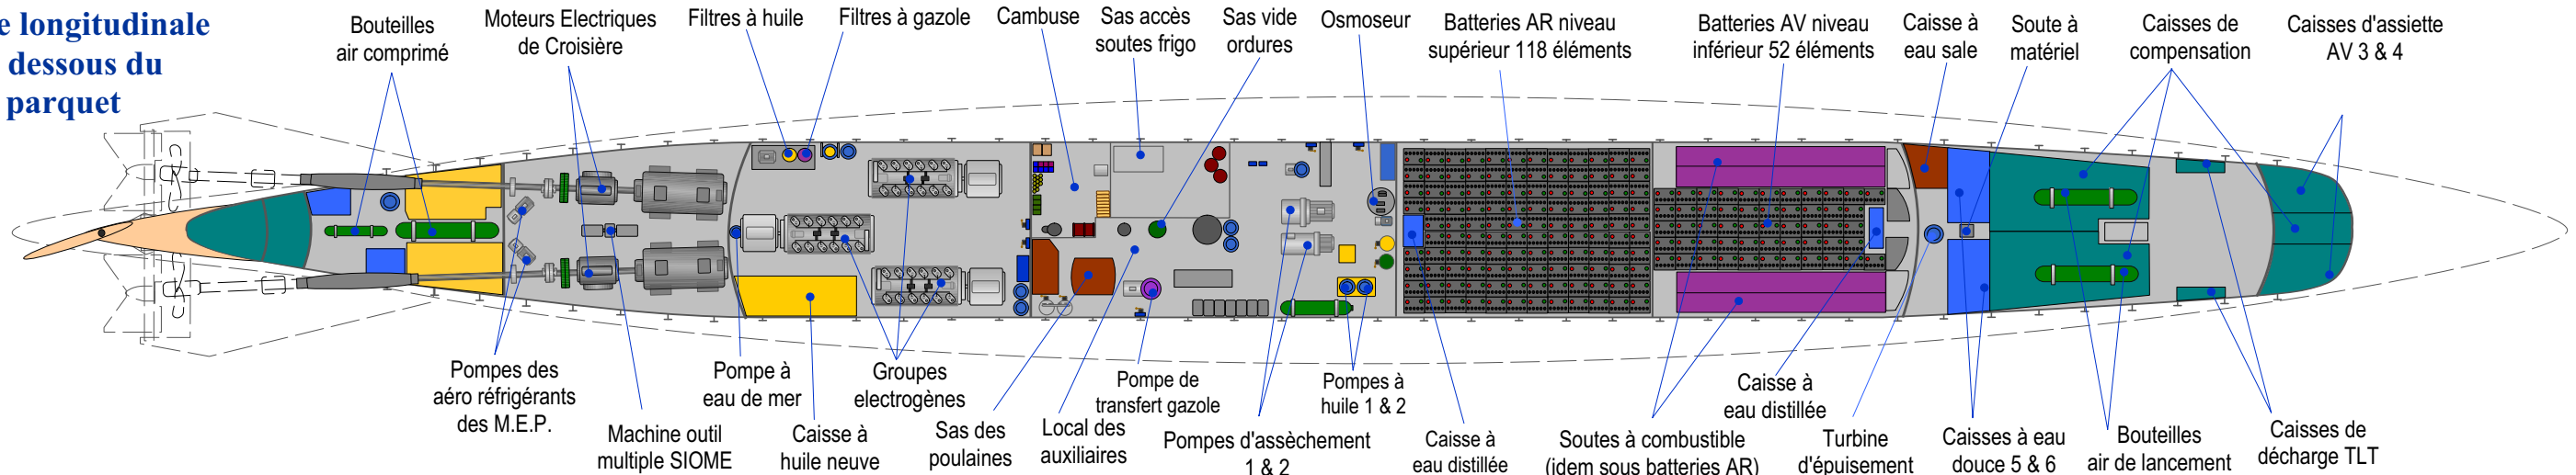 e longitudinale
dessous du
parquet
Bouteilles
air comprimé
Moteurs Electriques
de Croisière
Filtres à huile
Filtres à gazole
Cambuse
Sas accès
soutes frigo
Sas vide
ordures
Osmoseur
Batteries AR niveau
supérieur 118 éléments
Batteries AV niveau
inférieur 52 éléments
Caisse à
eau sale
Soute à
matériel
Caisses de
compensation
Caisses d'assiette
AV 3 & 4
Pompes des
aéro réfrigérants
des M.E.P.
Machine outil
multiple SIOME
Pompe à
eau de mer
Caisse à
huile neuve
Groupes
electrogènes
Sas des
poulaines
Local des
auxiliaires
Pompe de
transfert gazole
Pompes d'assèchement
1 & 2
Pompes à
huile 1 & 2
Caisse à
eau distillée
Soutes à combustible
(idem sous batteries AR)
Caisse à
eau distillée
Turbine
d'épuisement
Caisses à eau
douce 5 & 6
Bouteilles
air de lancement
Caisses de
décharge TLT